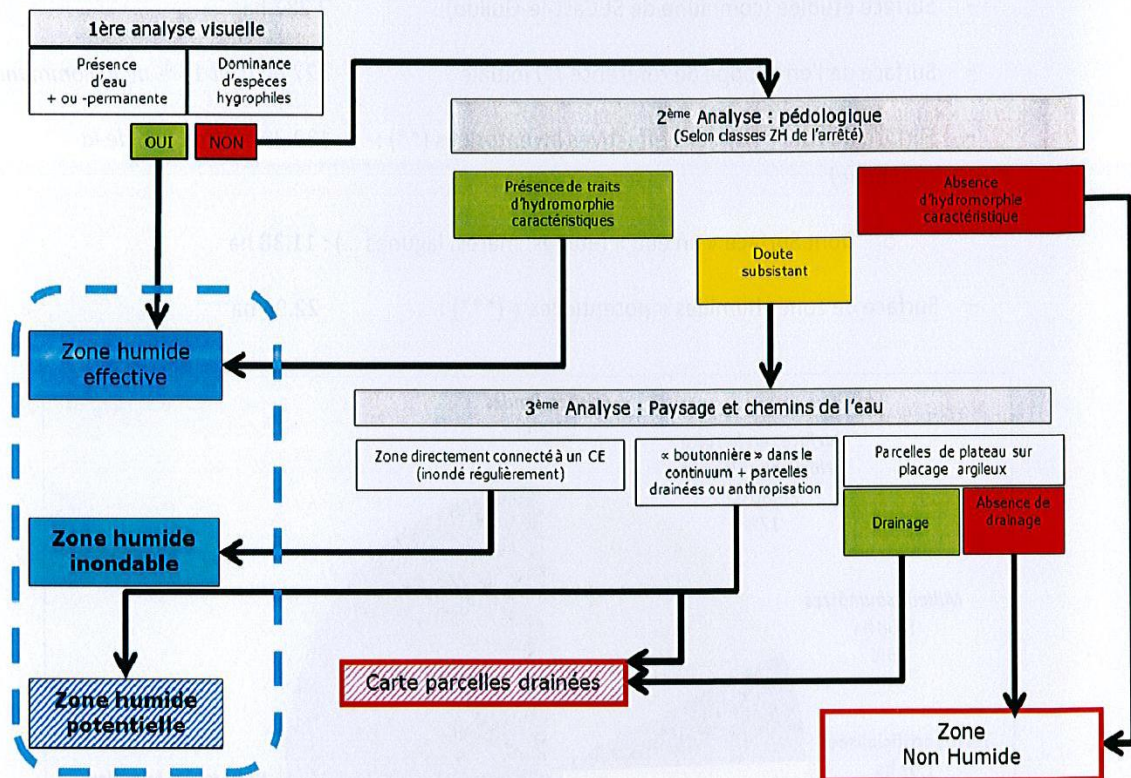 1ère analyse visuelle
Présence
d'eau
+ ou -permanente
Dominance
d'espèces
hygrophiles
OUI
NON
2ème Analyse : pédologique
(Selon classes ZH de l'arrêté)
Présence de traits
d'hydromorphie
caractéristiques
Absence
d'hydromorphie
caractéristique
Doute
subsistant
Zone humide
effective
3ème Analyse : Paysage et chemins de l'eau
Zone directement connecté à un CE
(inondé régulièrement)
« boutonnière » dans le
continuum + parcelles
drainées ou anthropisation
Parcelles de plateau sur
placage argileux
Drainage
Absence de
drainage
Zone humide
inondable
Zone humide
potentielle
Carte parcelles drainées
Zone
Non Humide